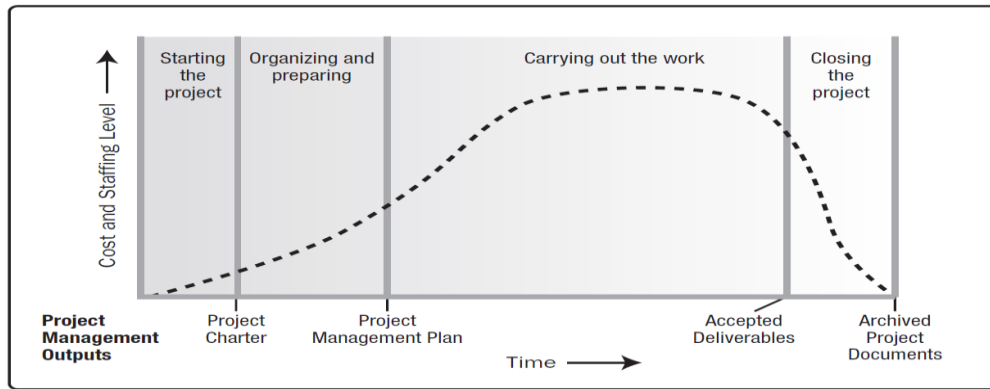 Starting
the
project
Organizing and
preparing
Carrying out the work
Closing
the
project
Cost and Staffing Level
Project
Management
Outputs
Project
Charter
Project
Management Plan
Accepted
Deliverables
Archived
Project
Documents
Time